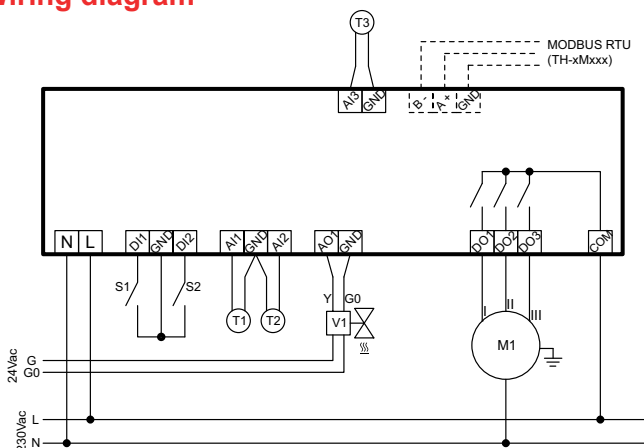 Wiring diagram
T3
MODBUS RTU
(TH-xMxxx)
AI3 GND B - A + GND
N L DI1 GND DI2 AI1 GND AI2 AO1 GND DO1 DO2 DO3 COM
S1 S2
T1 T2
Y G0
V1
I II III
M1
24Vac
G
G0
230Vac
L
N